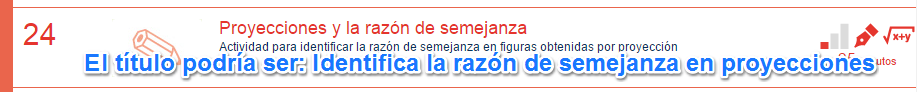 24
Proyecciones y la razón de semejanza
Actividad para identificar la razón de semejanza en figuras obtenidas por proyección
El título podría ser: Identifica la razón de semejanza en proyecciones
√x+y